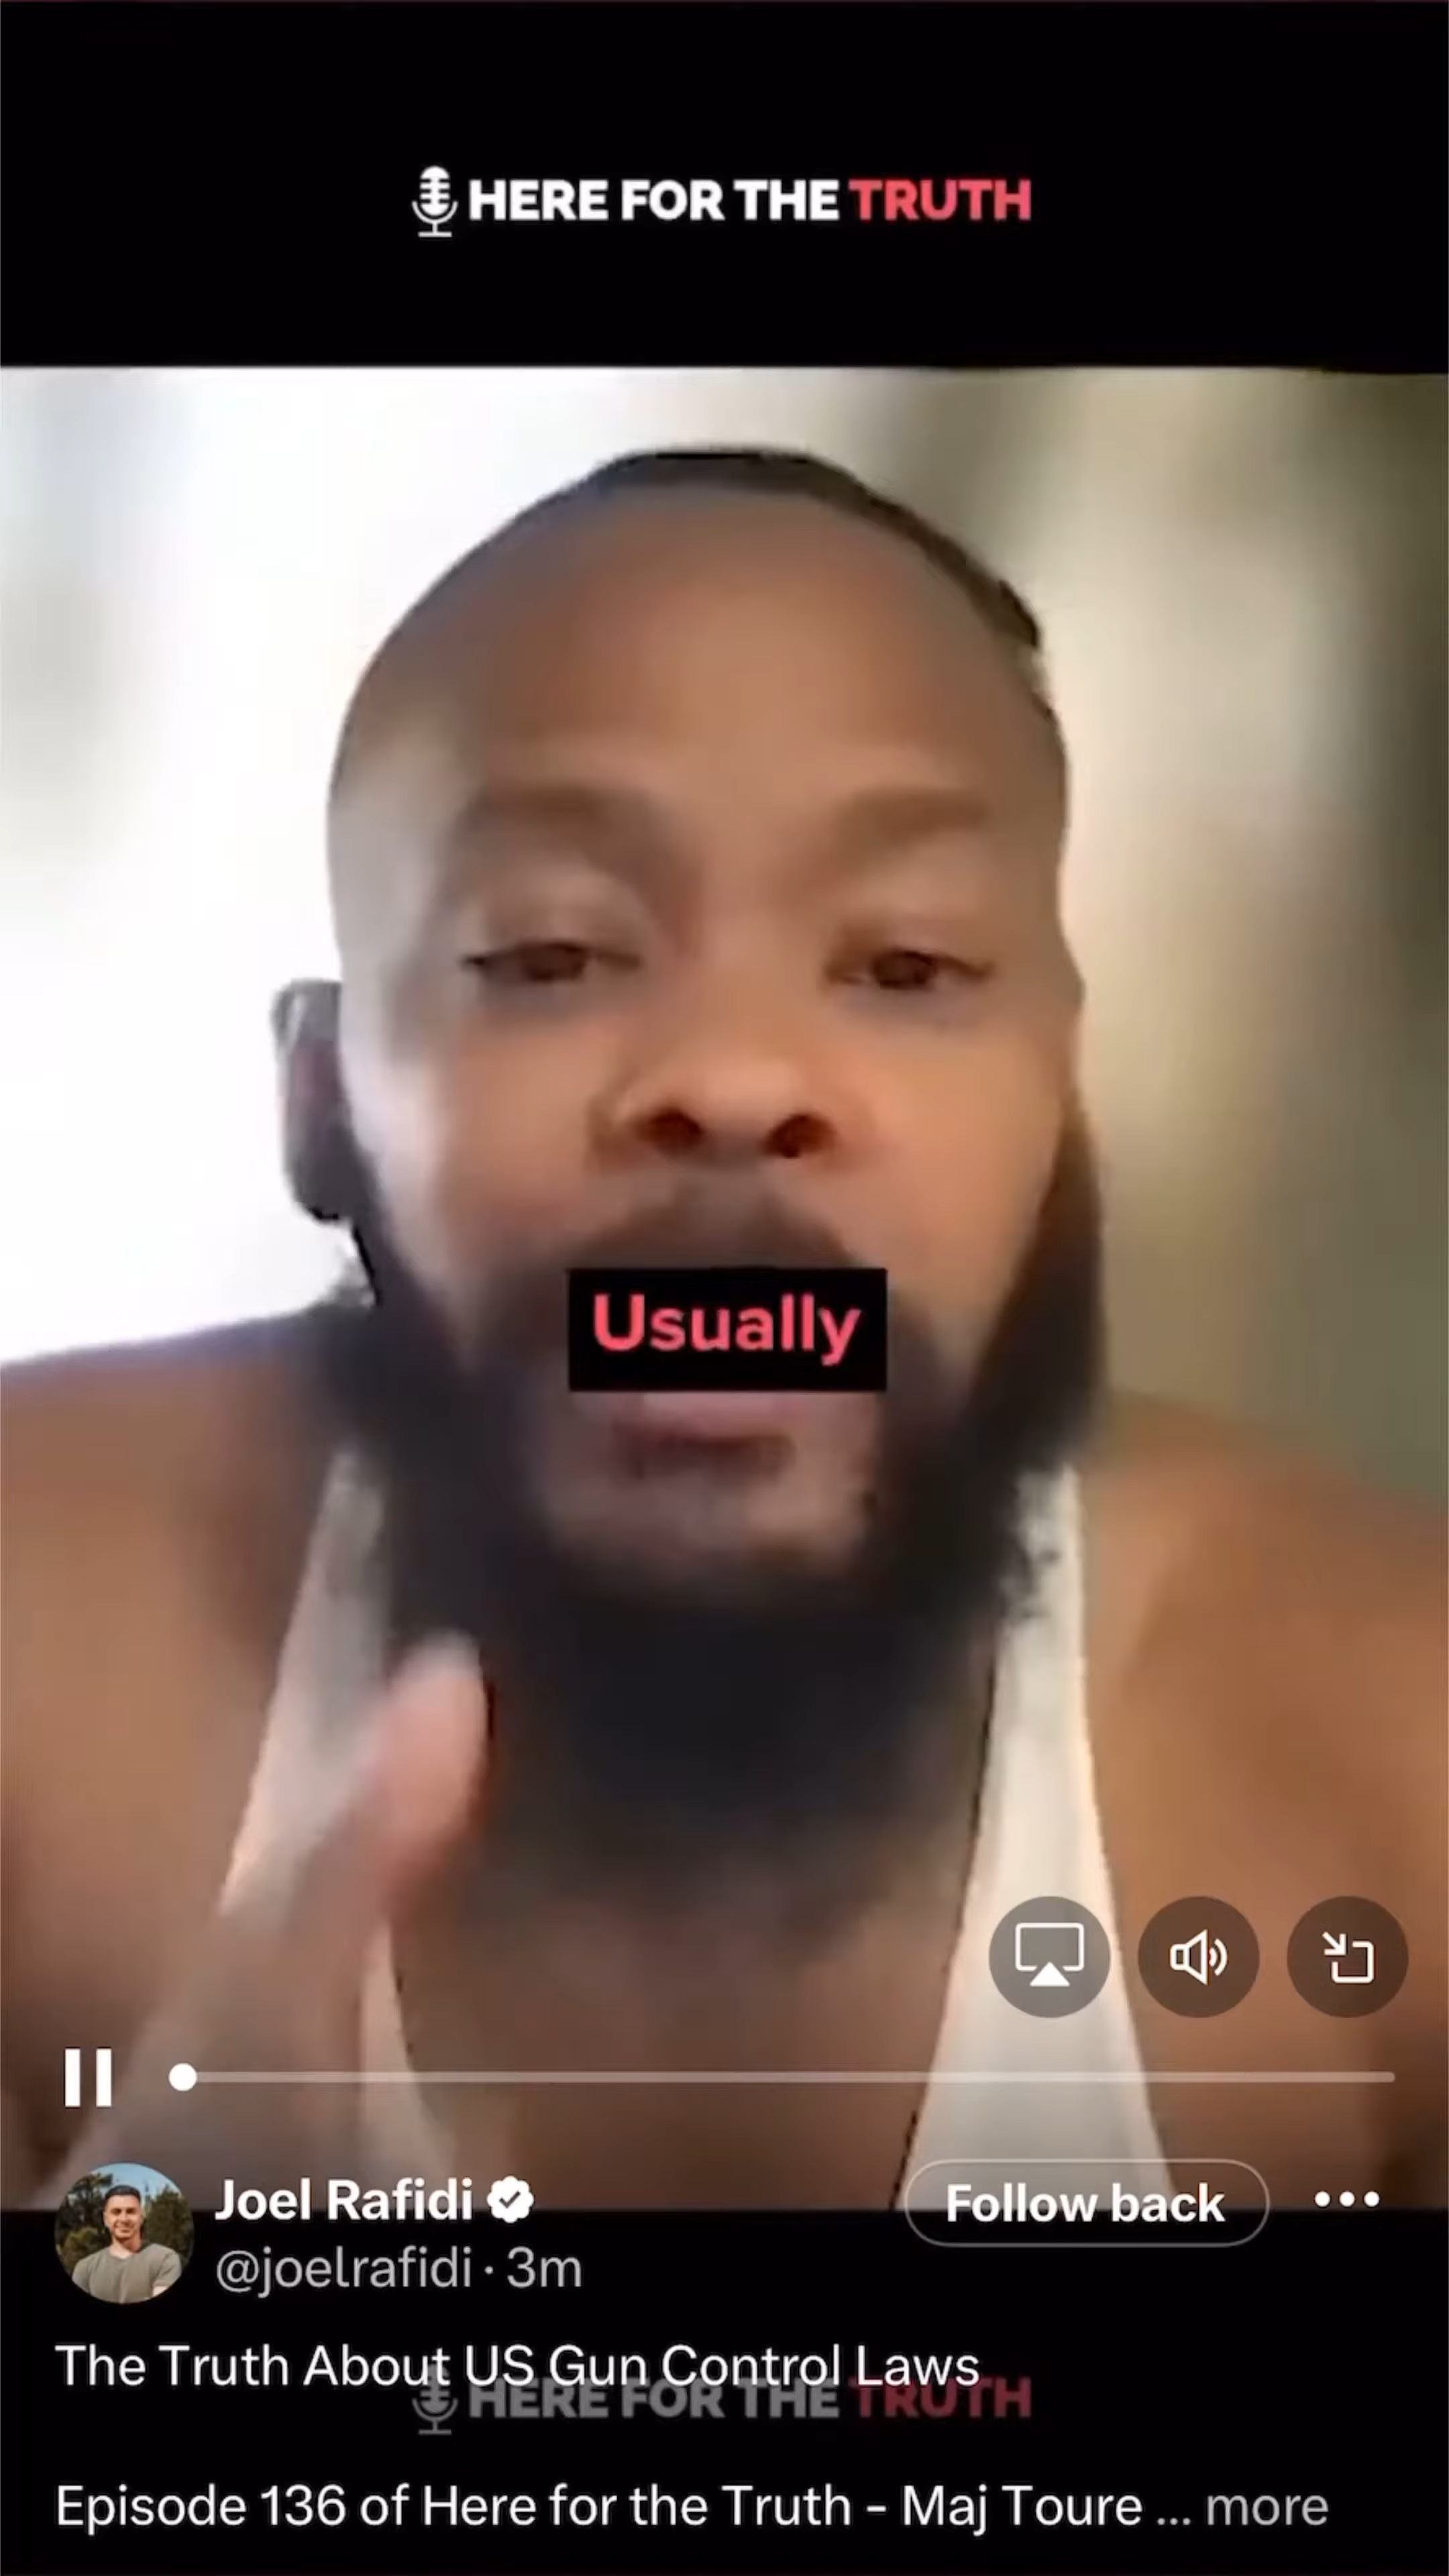 HERE FOR THE TRUTH
Usually
Joel Rafidi
Follow back
@joelrafidi · 3m
The Truth About US Gun Control Laws
HERE FOR THE TRUTH
Episode 136 of Here for the Truth - Maj Toure ... more